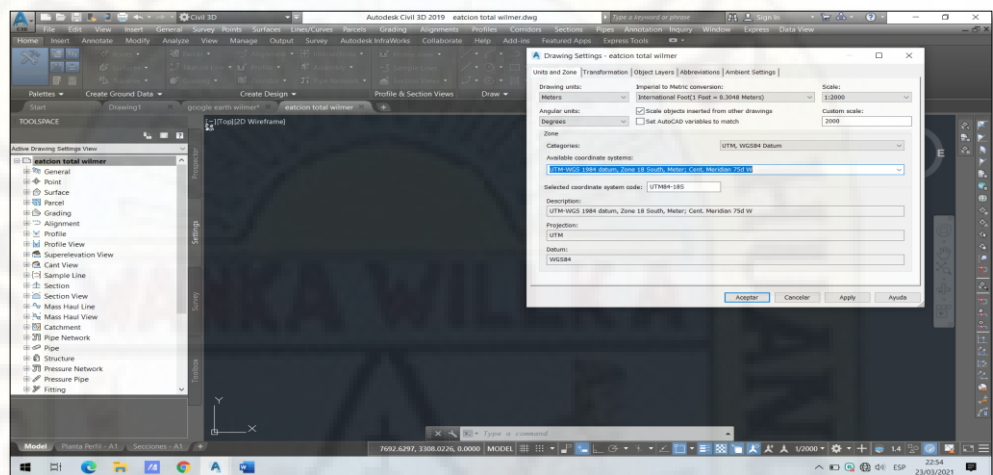 Civil 3D
Autodesk Civil 3D 2019 eatcion total wilmer.dwg
Type a keyword or phrase
Sign In
File Edit View Insert General Survey Points Surfaces Lines/Curves Parcels Grading Alignments Profiles Corridors Sections Pipes Annotation Inquiry Window Express Data View
Home Insert Annotate Modify Analyze View Manage Output Survey Autodesk InfraWorks Collaborate Help Add-ins Featured Apps Express Tools
Palettes Create Ground Data Create Design Profile & Section Views Draw
Start Drawing1 google earth wilmer* eatcion total wilmer
TOOLSPACE
[-][Top][2D Wireframe]
Active Drawing Settings View
eatcion total wilmer
General
Point
Surface
Parcel
Grading
Alignment
Profile
Profile View
Superelevation View
Cant View
Sample Line
Section
Section View
Mass Haul Line
Mass Haul View
Catchment
Pipe Network
Pipe
Structure
Pressure Network
Pressure Pipe
Fitting
Prospector
Settings
Survey
Toolbox
Drawing Settings - eatcion total wilmer
Units and Zone Transformation Object Layers Abbreviations Ambient Settings
Drawing units: Imperial to Metric conversion: Scale:
Meters International Foot(1 Foot = 0.3048 Meters) 1:2000
Angular units: Scale objects inserted from other drawings Custom scale:
Degrees Set AutoCAD variables to match 2000
Zone
Categories: UTM, WGS84 Datum
Available coordinate systems:
UTM-WGS 1984 datum, Zone 18 South, Meter; Cent. Meridian 75d W
Selected coordinate system code: UTM84-18S
Description:
UTM-WGS 1984 datum, Zone 18 South, Meter; Cent. Meridian 75d W
Projection:
UTM
Datum:
WGS84
Aceptar Cancelar Apply Ayuda
E
Y
X
Type a command
Model Planta Perfil - A1 Secciones - A1
7692.6297, 3308.0226, 0.0000 MODEL 1/2000 1.4
ESP
22:54
23/03/2021